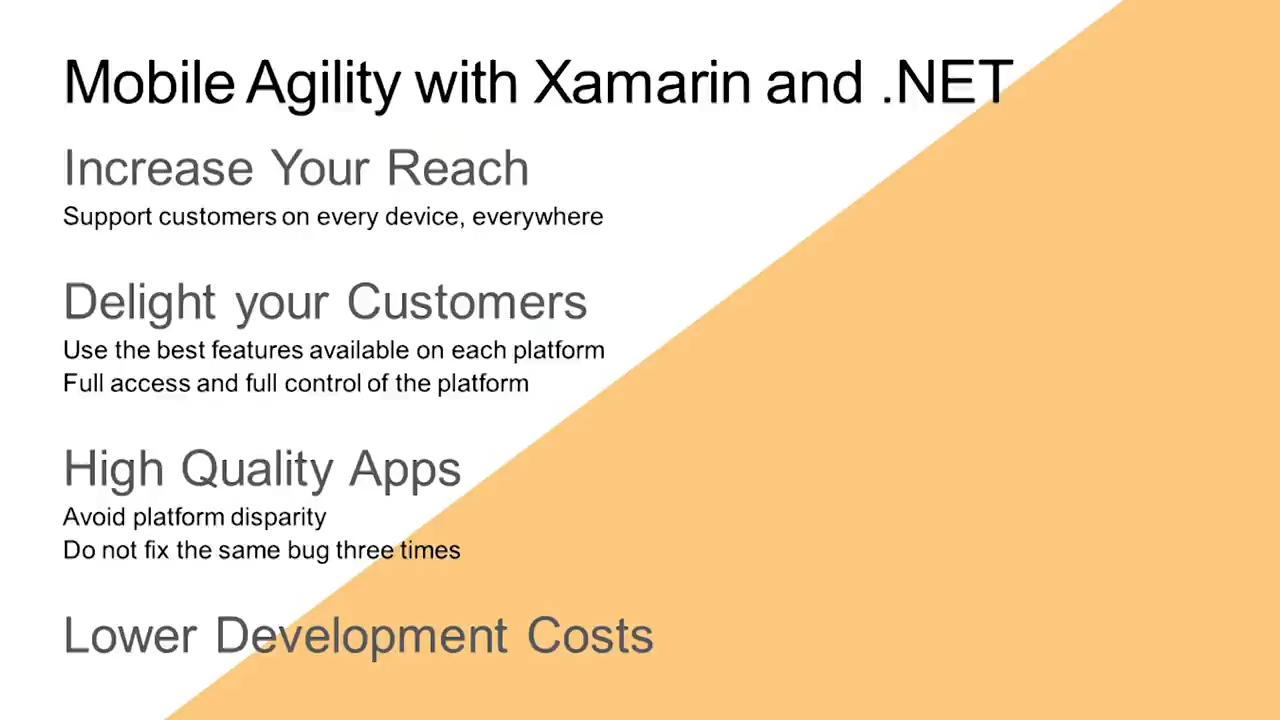 Mobile Agility with Xamarin and .NET
Increase Your Reach
Support customers on every device, everywhere
Delight your Customers
Use the best features available on each platform
Full access and full control of the platform
High Quality Apps
Avoid platform disparity
Do not fix the same bug three times
Lower Development Costs